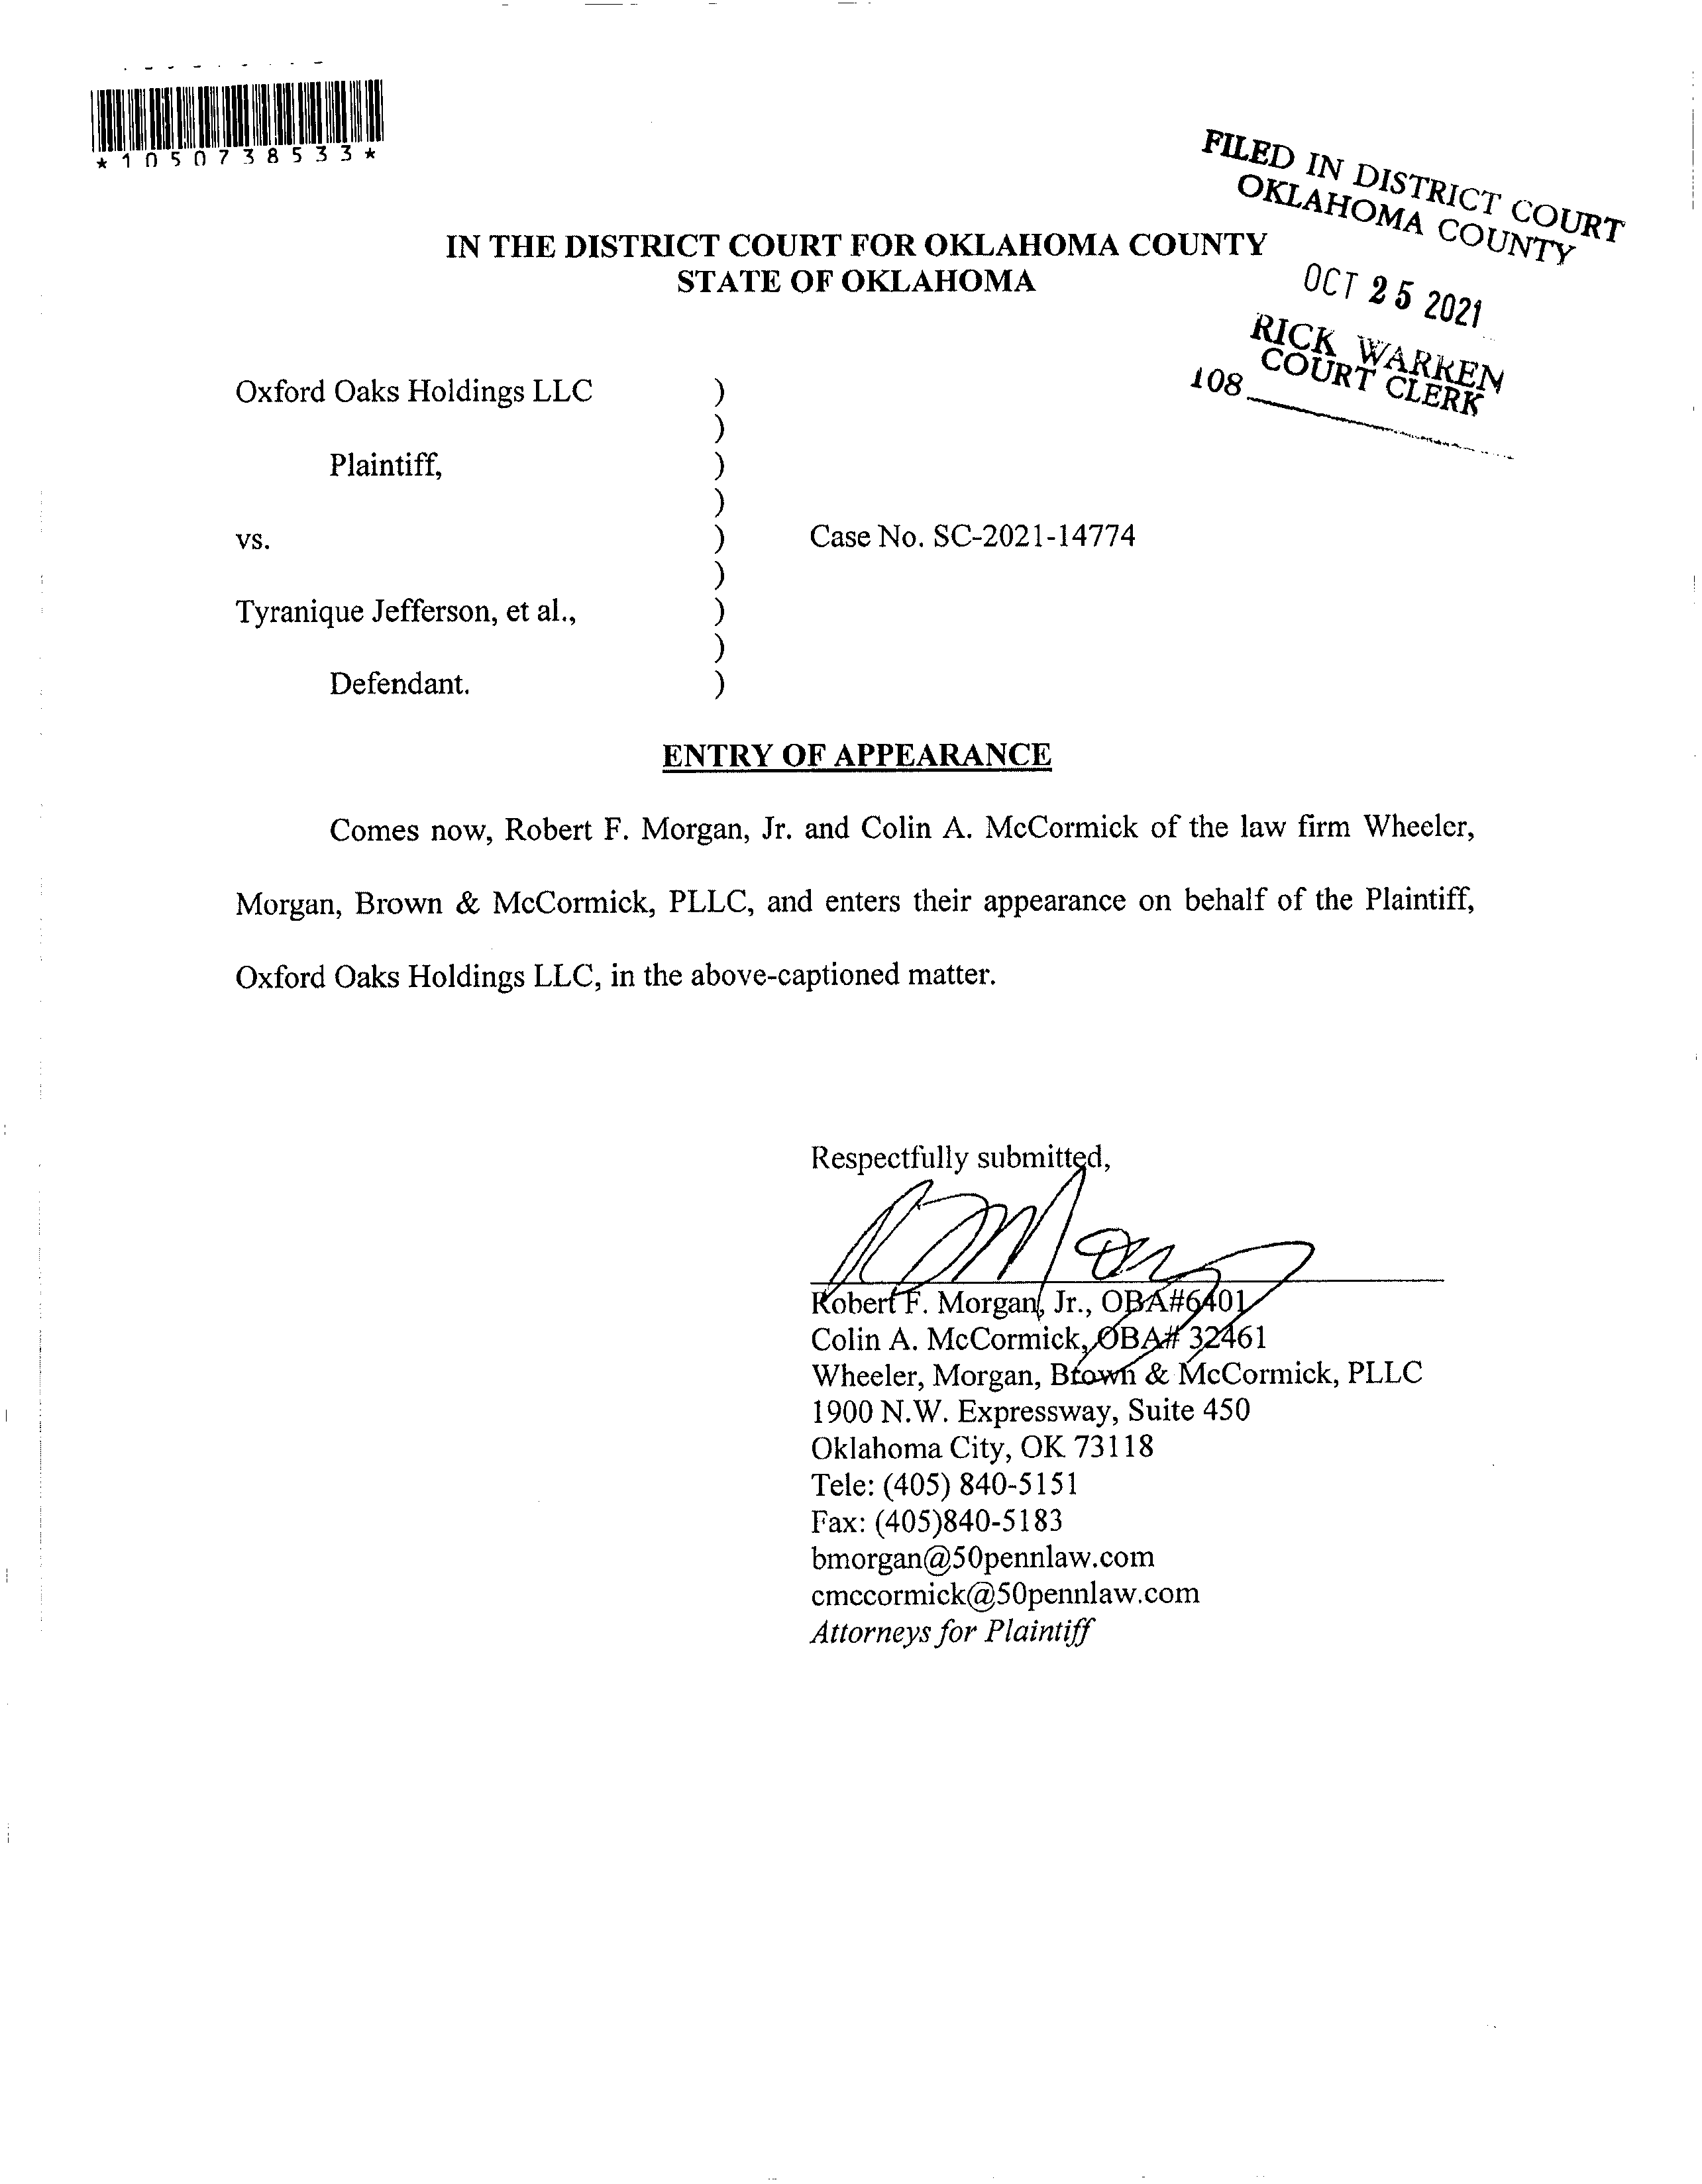 *1050738533*
FILED IN DISTRICT COURT
OKLAHOMA COUNTY
OCT 25 2021
RICK WARREN
COURT CLERK
108
IN THE DISTRICT COURT FOR OKLAHOMA COUNTY
STATE OF OKLAHOMA
Oxford Oaks Holdings LLC )
)
Plaintiff, )
)
vs. ) Case No. SC-2021-14774
)
Tyranique Jefferson, et al., )
)
Defendant. )
ENTRY OF APPEARANCE
Comes now, Robert F. Morgan, Jr. and Colin A. McCormick of the law firm Wheeler,
Morgan, Brown & McCormick, PLLC, and enters their appearance on behalf of the Plaintiff,
Oxford Oaks Holdings LLC, in the above-captioned matter.
Respectfully submitted,
Robert F. Morgan, Jr., OBA#6401
Colin A. McCormick, OBA# 32461
Wheeler, Morgan, Brown & McCormick, PLLC
1900 N.W. Expressway, Suite 450
Oklahoma City, OK 73118
Tele: (405) 840-5151
Fax: (405)840-5183
bmorgan@50pennlaw.com
cmccormick@50pennlaw.com
Attorneys for Plaintiff